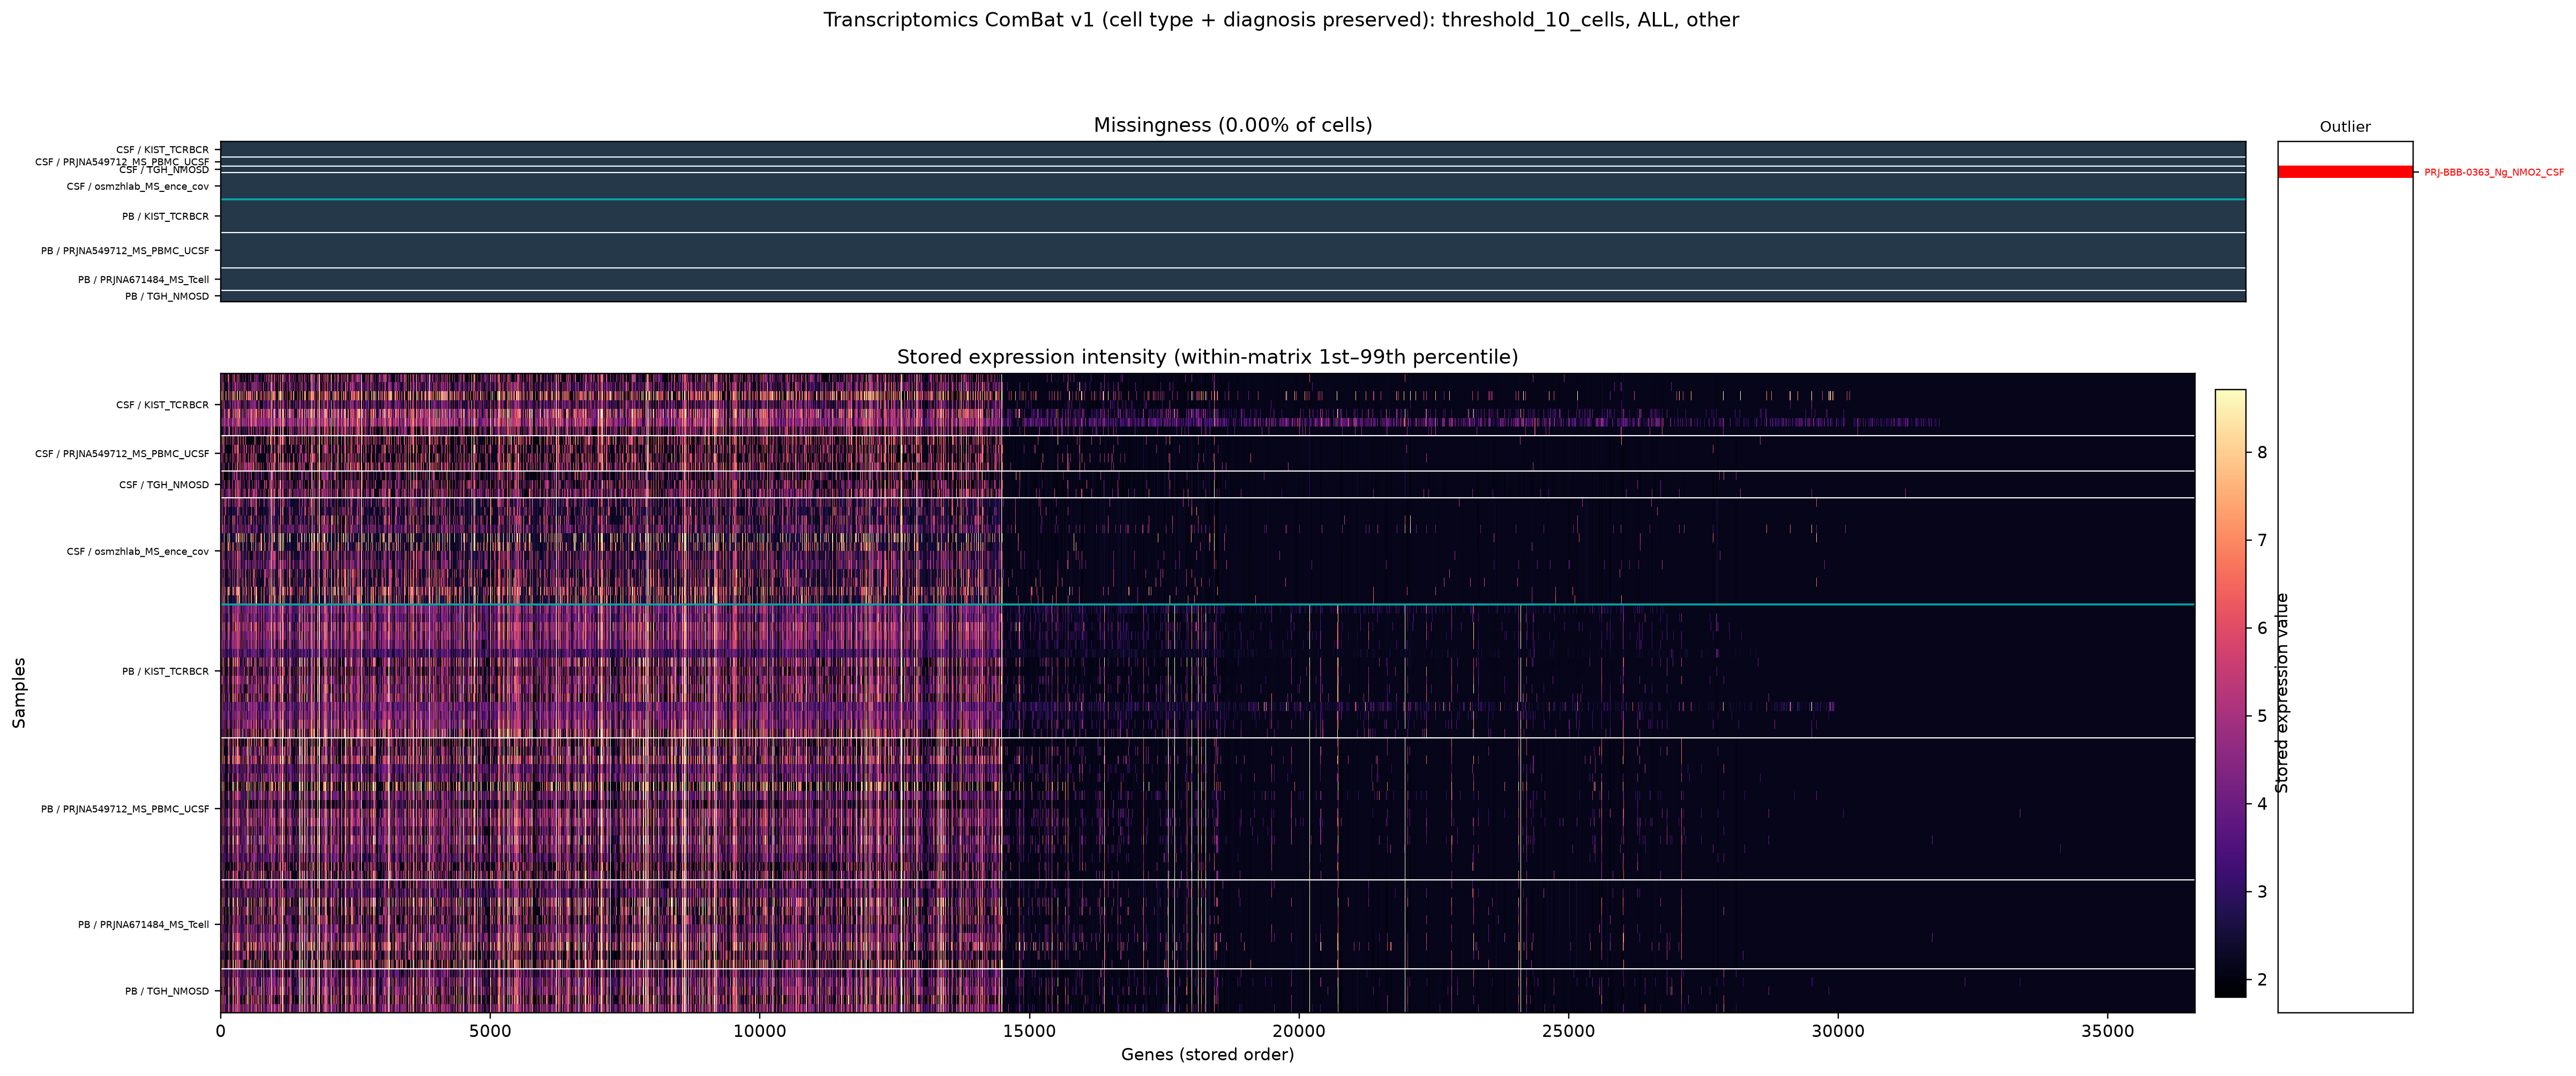 Transcriptomics ComBat v1 (cell type + diagnosis preserved): threshold_10_cells, ALL, other
Missingness (0.00% of cells)
Outlier
CSF / KIST_TCRBCR
CSF / PRJNA549712_MS_PBMC_UCSF
CSF / TGH_NMOSD
CSF / osmzhlab_MS_ence_cov
PB / KIST_TCRBCR
PB / PRJNA549712_MS_PBMC_UCSF
PB / PRJNA671484_MS_Tcell
PB / TGH_NMOSD
PRJ-BBB-0363_Ng_NMO2_CSF
Stored expression intensity (within-matrix 1st–99th percentile)
Samples
CSF / KIST_TCRBCR
CSF / PRJNA549712_MS_PBMC_UCSF
CSF / TGH_NMOSD
CSF / osmzhlab_MS_ence_cov
PB / KIST_TCRBCR
PB / PRJNA549712_MS_PBMC_UCSF
PB / PRJNA671484_MS_Tcell
PB / TGH_NMOSD
8
7
6
5
4
3
2
Stored expression value
0 5000 10000 15000 20000 25000 30000 35000
Genes (stored order)